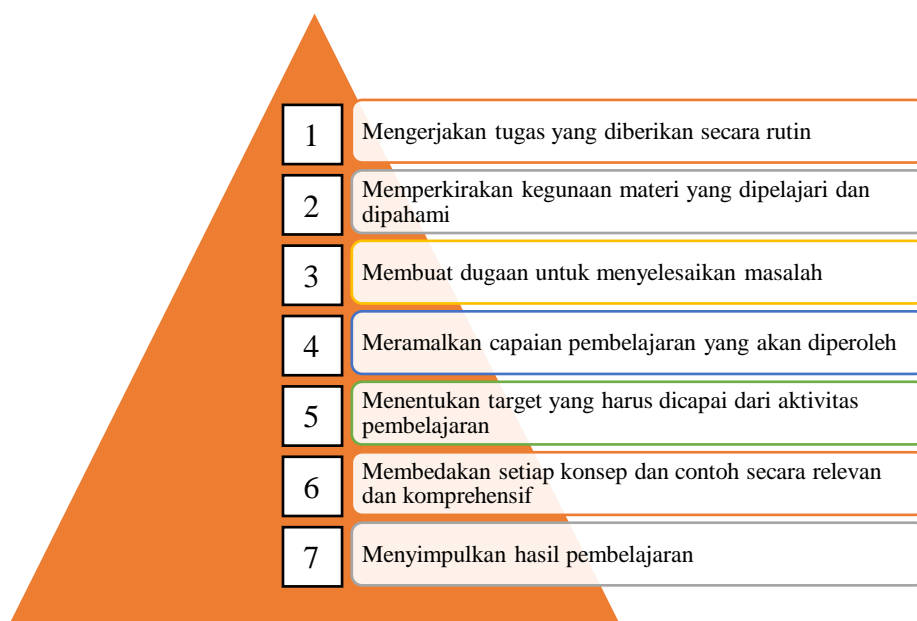 1
Mengerjakan tugas yang diberikan secara rutin
2
Memperkirakan kegunaan materi yang dipelajari dan
dipahami
3
Membuat dugaan untuk menyelesaikan masalah
4
Meramalkan capaian pembelajaran yang akan diperoleh
5
Menentukan target yang harus dicapai dari aktivitas
pembelajaran
6
Membedakan setiap konsep dan contoh secara relevan
dan komprehensif
7
Menyimpulkan hasil pembelajaran